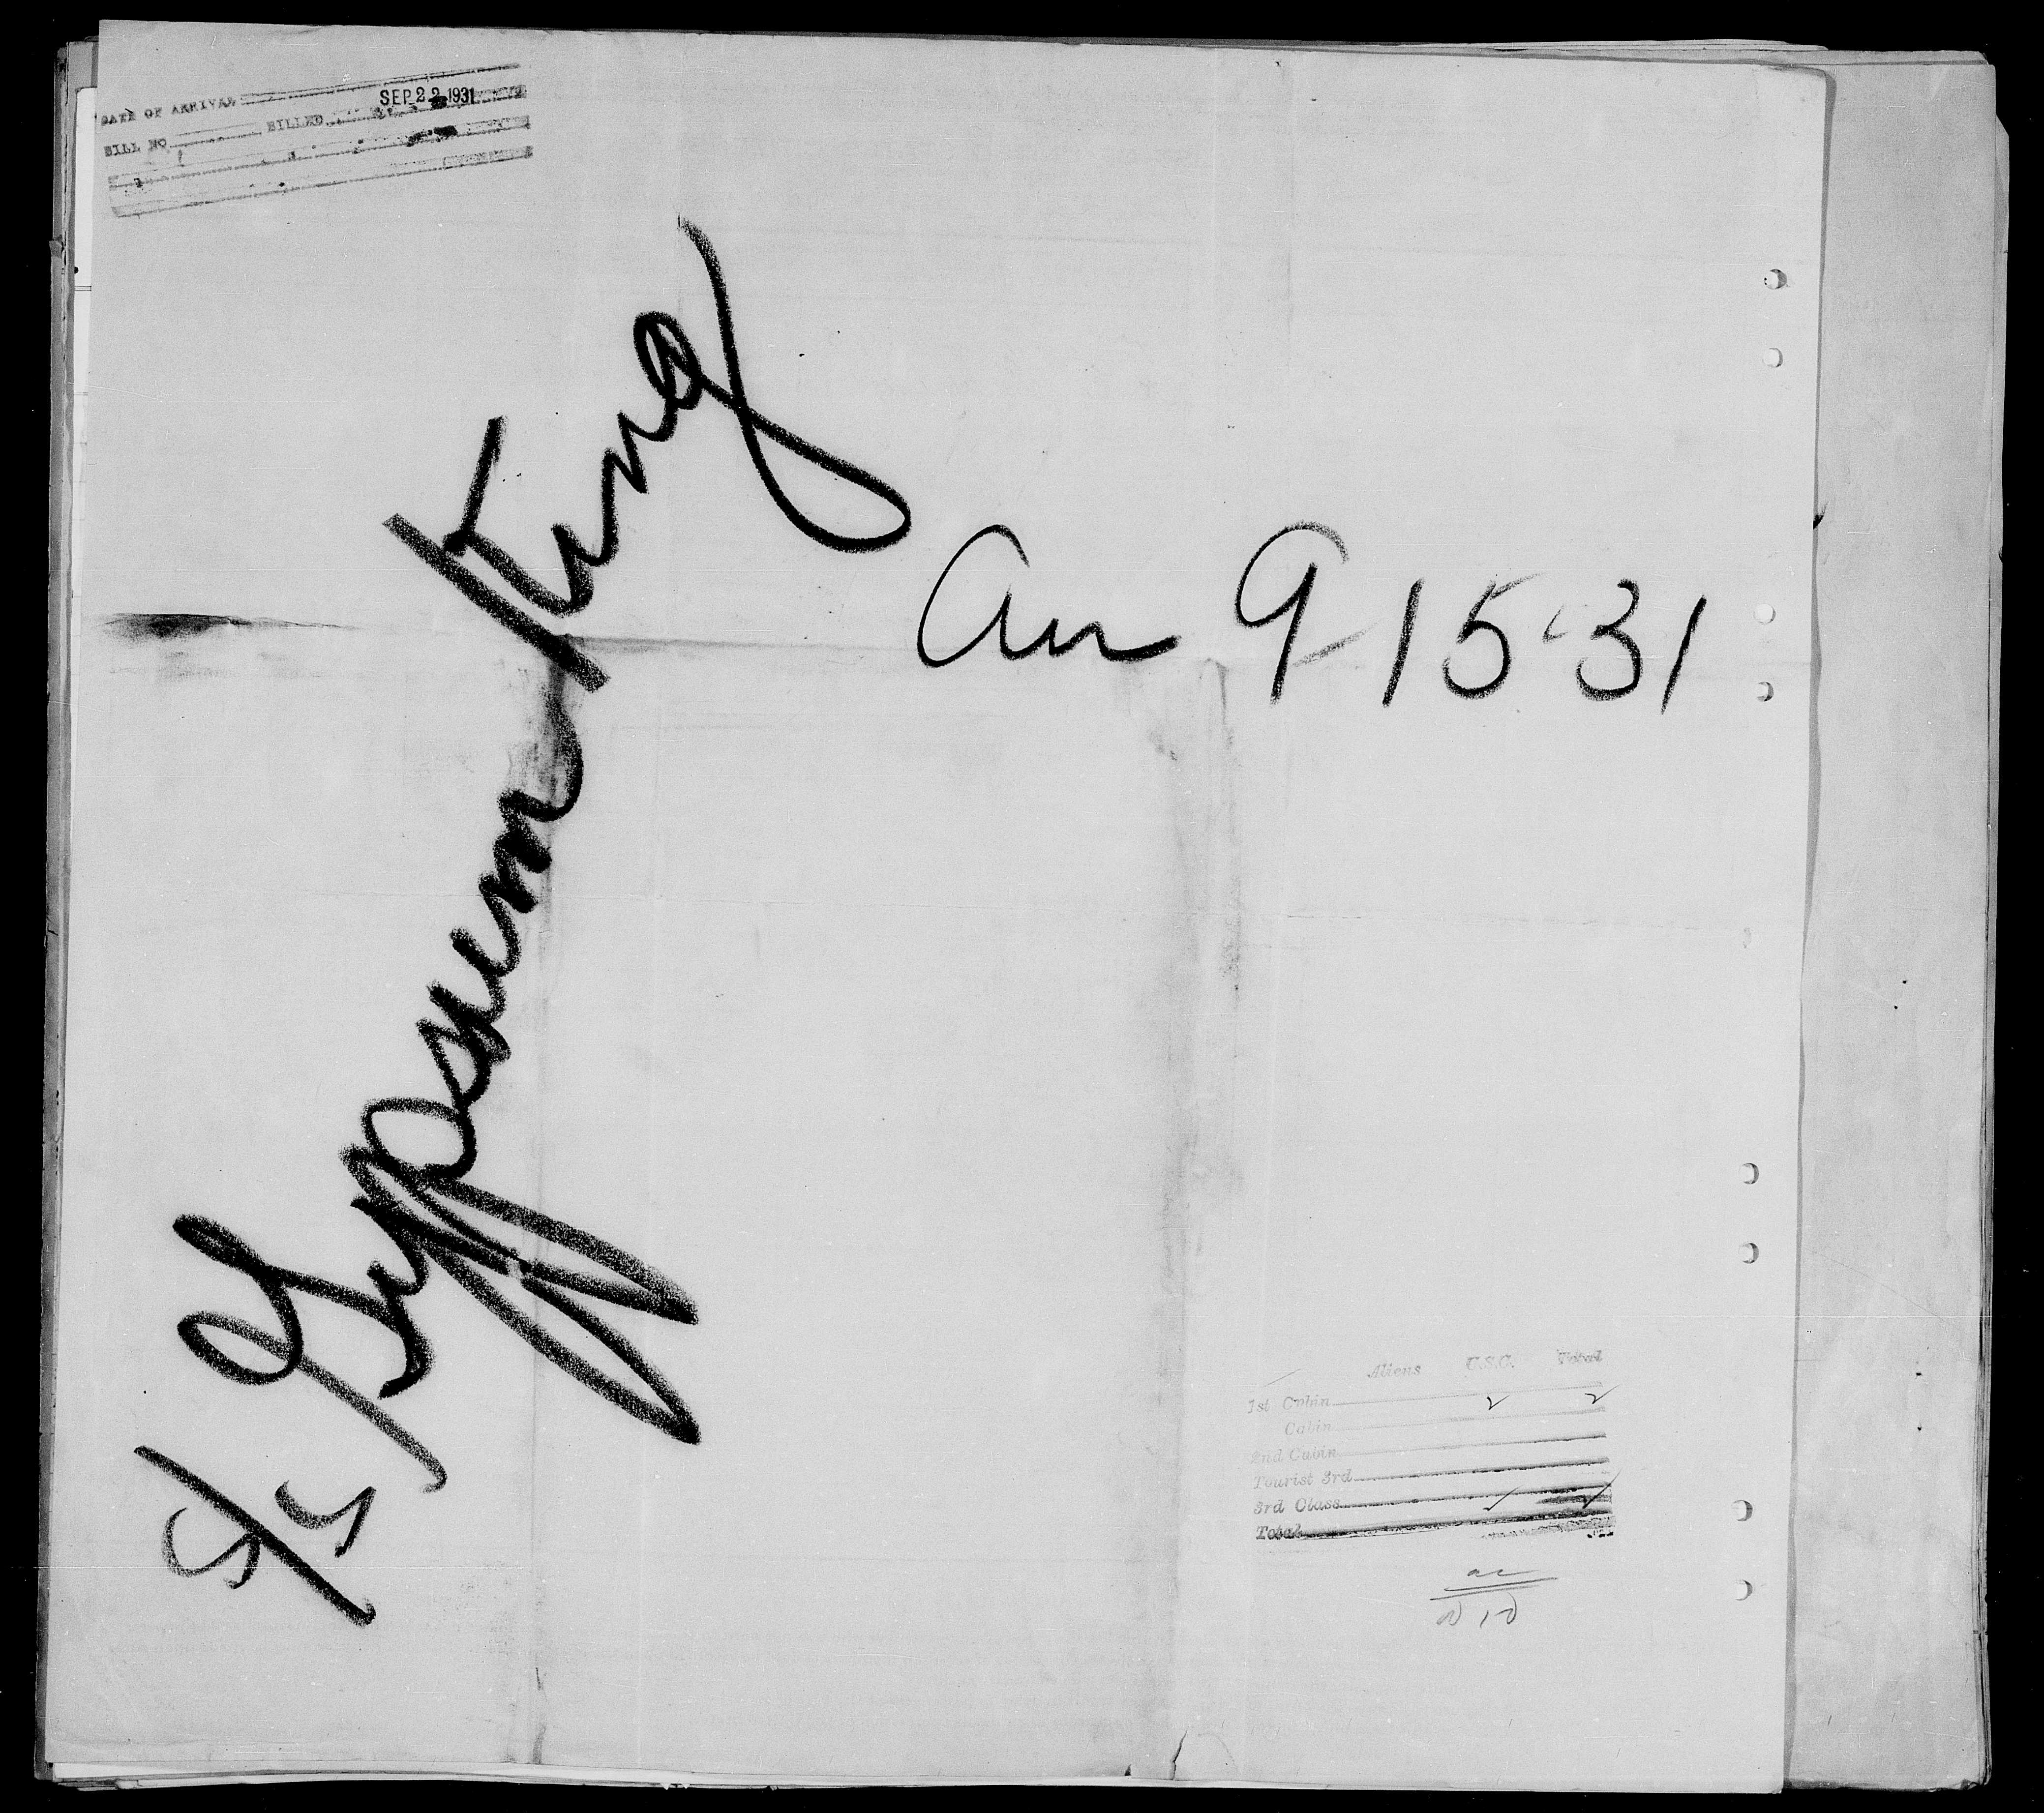 DATE OF ARRIVAL SEP 22 1931
BILL NO. BILLED
S/S Gypsum King
Arr 9-15-31
Aliens U.S.C. Total
1st Cabin 2 2
Cabin
2nd Cabin
Tourist 3rd
3rd Class ✓ ✓
Total